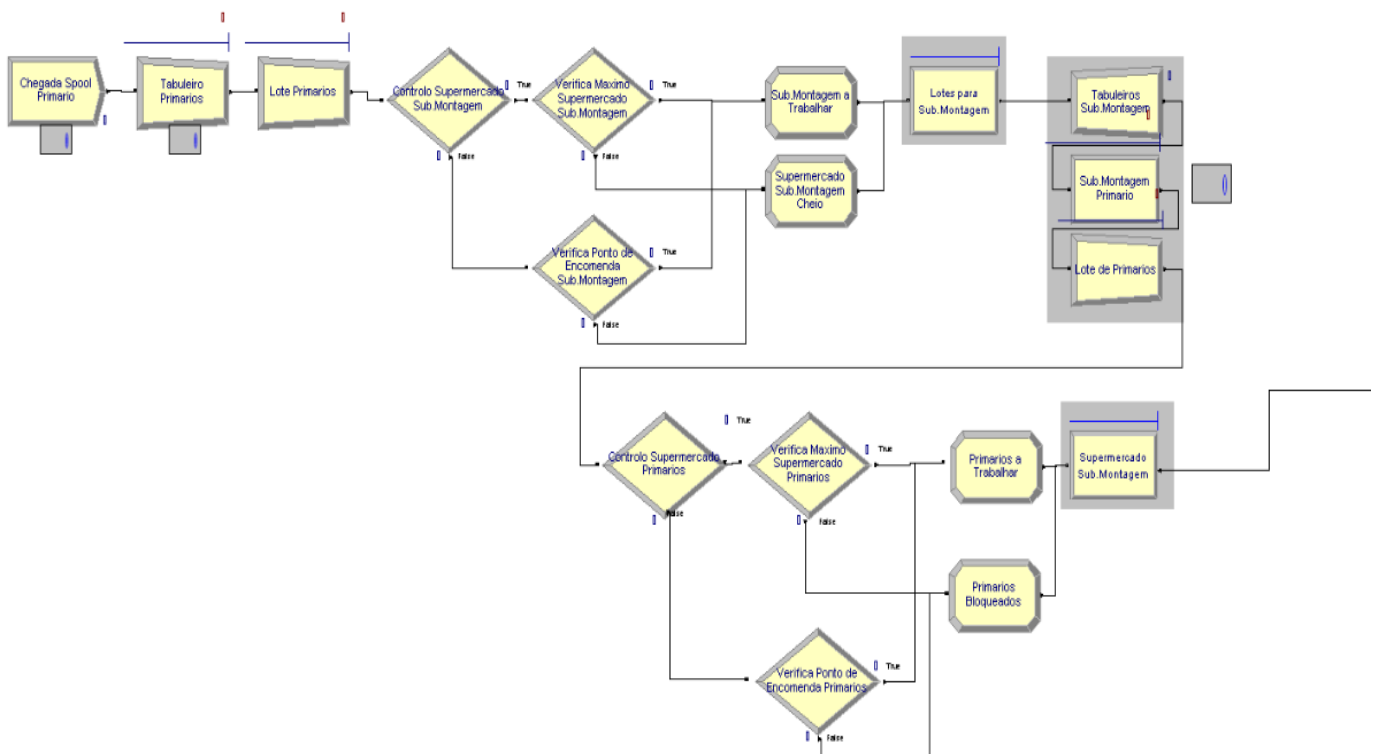 Chegada Spool
Primario
Tabuleiro
Primarios
Lote Primarios
Controlo Supermercado
Sub.Montagem
True
False
Verifica Maximo
Supermercado
Sub.Montagem
True
False
Verifica Ponto de
Encomenda
Sub.Montagem
True
False
Sub.Montagem a
Trabalhar
Supermercado
Sub.Montagem
Cheio
Lotes para
Sub.Montagem
Tabuleiros
Sub.Montagem
Sub.Montagem
Primario
Lote de Primarios
Controlo Supermercado
Primarios
True
False
Verifica Maximo
Supermercado
Primarios
True
False
Primarios a
Trabalhar
Supermercado
Sub.Montagem
Primarios
Bloqueados
Verifica Ponto de
Encomenda Primarios
True
False